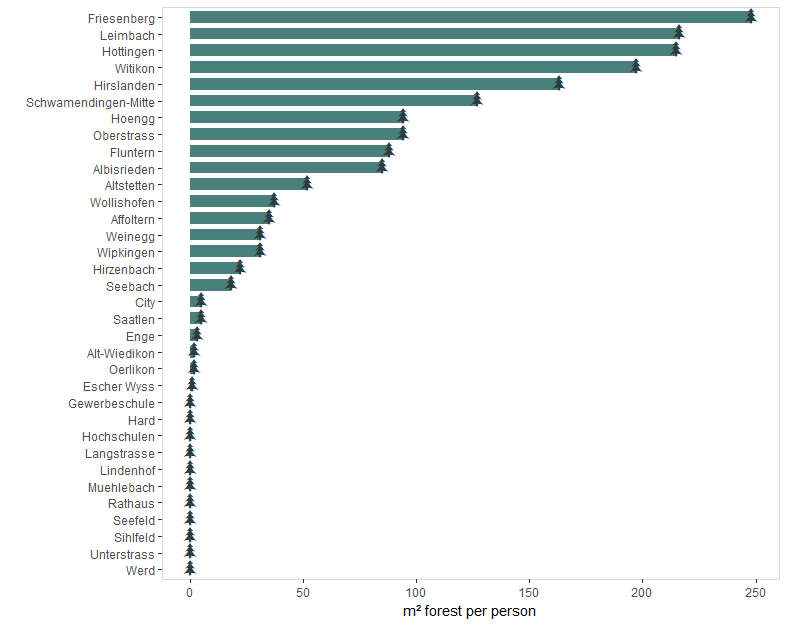 Friesenberg
Leimbach
Hottingen
Witikon
Hirslanden
Schwamendingen-Mitte
Hoengg
Oberstrass
Fluntern
Albisrieden
Altstetten
Wollishofen
Affoltern
Weinegg
Wipkingen
Hirzenbach
Seebach
City
Saatlen
Enge
Alt-Wiedikon
Oerlikon
Escher Wyss
Gewerbeschule
Hard
Hochschulen
Langstrasse
Lindenhof
Muehlebach
Rathaus
Seefeld
Sihlfeld
Unterstrass
Werd
0 50 100 150 200 250
m² forest per person